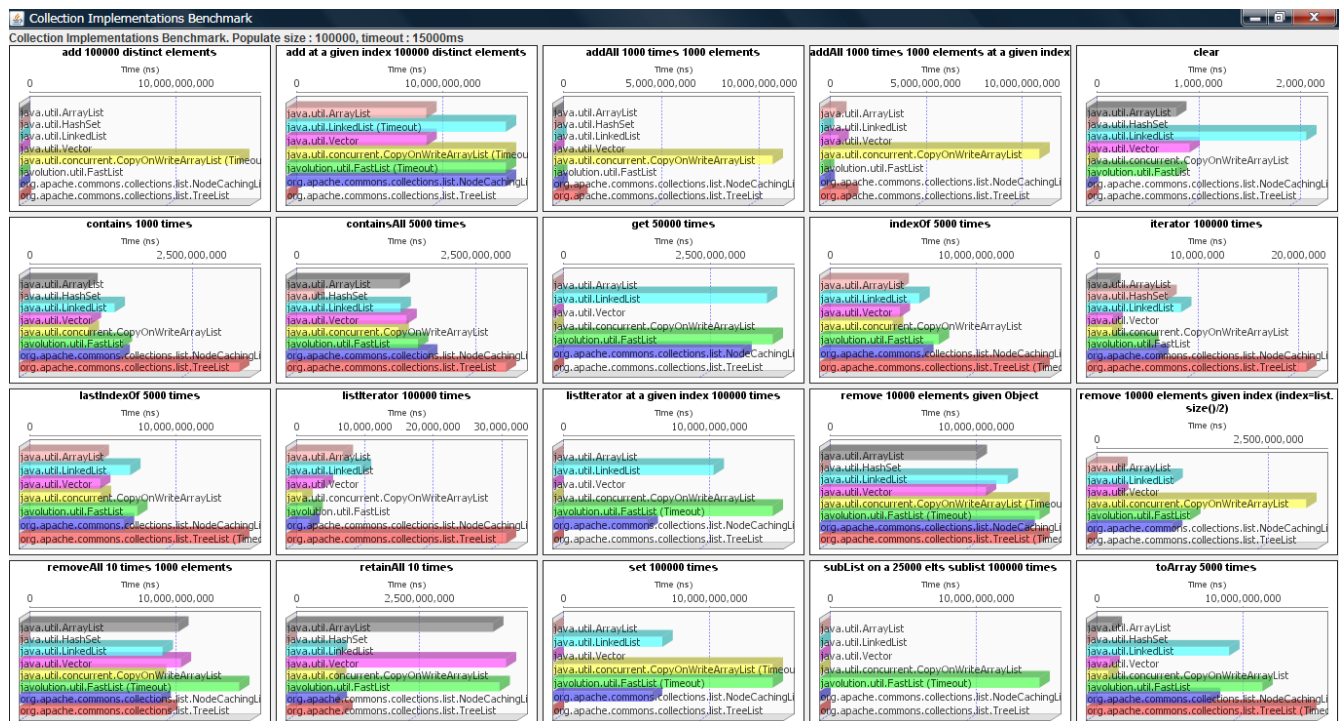 Collection Implementations Benchmark
Collection Implementations Benchmark. Populate size : 100000, timeout : 15000ms
add 100000 distinct elements
Time (ns)
0 10,000,000,000
java.util.ArrayList
java.util.HashSet
java.util.LinkedList
java.util.Vector
java.util.concurrent.CopyOnWriteArrayList (Timeou
javolution.util.FastList
org.apache.commons.collections.list.NodeCachingLi
org.apache.commons.collections.list.TreeList
add at a given index 100000 distinct elements
Time (ns)
0 10,000,000,000
java.util.ArrayList
java.util.LinkedList (Timeout)
java.util.Vector
java.util.concurrent.CopyOnWriteArrayList (Timeout)
javolution.util.FastList (Timeout)
org.apache.commons.collections.list.NodeCachingLi
org.apache.commons.collections.list.TreeList
addAll 1000 times 1000 elements
Time (ns)
0 5,000,000,000 10,000,000,000
java.util.ArrayList
java.util.HashSet
java.util.LinkedList
java.util.Vector
java.util.concurrent.CopyOnWriteArrayList
javolution.util.FastList
org.apache.commons.collections.list.NodeCachingLi
org.apache.commons.collections.list.TreeList
addAll 1000 times 1000 elements at a given index
Time (ns)
0 5,000,000,000 10,000,000,000
java.util.ArrayList
java.util.LinkedList
java.util.Vector
java.util.concurrent.CopyOnWriteArrayList
javolution.util.FastList
org.apache.commons.collections.list.NodeCachingLi
org.apache.commons.collections.list.TreeList
clear
Time (ns)
0 1,000,000 2,000,000
java.util.ArrayList
java.util.HashSet
java.util.LinkedList
java.util.Vector
java.util.concurrent.CopyOnWriteArrayList
javolution.util.FastList
org.apache.commons.collections.list.NodeCachingLi
org.apache.commons.collections.list.TreeList
contains 1000 times
Time (ns)
0 2,500,000,000
java.util.ArrayList
java.util.HashSet
java.util.LinkedList
java.util.Vector
java.util.concurrent.CopyOnWriteArrayList
javolution.util.FastList
org.apache.commons.collections.list.NodeCachingLi
org.apache.commons.collections.list.TreeList
containsAll 5000 times
Time (ns)
0 2,500,000,000
java.util.ArrayList
java.util.HashSet
java.util.LinkedList
java.util.Vector
java.util.concurrent.CopyOnWriteArrayList
javolution.util.FastList
org.apache.commons.collections.list.NodeCachingLi
org.apache.commons.collections.list.TreeList
get 50000 times
Time (ns)
0 2,500,000,000
java.util.ArrayList
java.util.LinkedList
java.util.Vector
java.util.concurrent.CopyOnWriteArrayList
javolution.util.FastList
org.apache.commons.collections.list.NodeCachingLi
org.apache.commons.collections.list.TreeList
indexOf 5000 times
Time (ns)
0 10,000,000,000
java.util.ArrayList
java.util.LinkedList
java.util.Vector
java.util.concurrent.CopyOnWriteArrayList
javolution.util.FastList
org.apache.commons.collections.list.NodeCachingLi
org.apache.commons.collections.list.TreeList (Timec
iterator 100000 times
Time (ns)
0 10,000,000 20,000,000
java.util.ArrayList
java.util.HashSet
java.util.LinkedList
java.util.Vector
java.util.concurrent.CopyOnWriteArrayList
javolution.util.FastList
org.apache.commons.collections.list.NodeCachingLi
org.apache.commons.collections.list.TreeList
lastIndexOf 5000 times
Time (ns)
0 10,000,000,000
java.util.ArrayList
java.util.LinkedList
java.util.Vector
java.util.concurrent.CopyOnWriteArrayList
javolution.util.FastList
org.apache.commons.collections.list.NodeCachingLi
org.apache.commons.collections.list.TreeList (Timec
listIterator 100000 times
Time (ns)
0 10,000,000 20,000,000 30,000,000
java.util.ArrayList
java.util.LinkedList
java.util.Vector
java.util.concurrent.CopyOnWriteArrayList
javolution.util.FastList
org.apache.commons.collections.list.NodeCachingLi
org.apache.commons.collections.list.TreeList
listIterator at a given index 100000 times
Time (ns)
0 10,000,000,000
java.util.ArrayList
java.util.LinkedList
java.util.Vector
java.util.concurrent.CopyOnWriteArrayList
javolution.util.FastList (Timeout)
org.apache.commons.collections.list.NodeCachingLi
org.apache.commons.collections.list.TreeList
remove 10000 elements given Object
Time (ns)
0 10,000,000,000
java.util.ArrayList
java.util.HashSet
java.util.LinkedList
java.util.Vector
java.util.concurrent.CopyOnWriteArrayList (Timeout)
javolution.util.FastList (Timeout)
org.apache.commons.collections.list.NodeCachingLi
org.apache.commons.collections.list.TreeList (Timec
remove 10000 elements given index (index=list.
size()/2)
Time (ns)
0 2,500,000,000
java.util.ArrayList
java.util.LinkedList
java.util.Vector
java.util.concurrent.CopyOnWriteArrayList
javolution.util.FastList
org.apache.commons.collections.list.NodeCachingLi
org.apache.commons.collections.list.TreeList
removeAll 10 times 1000 elements
Time (ns)
0 10,000,000,000
java.util.ArrayList
java.util.HashSet
java.util.LinkedList
java.util.Vector
java.util.concurrent.CopyOnWriteArrayList
javolution.util.FastList (Timeout)
org.apache.commons.collections.list.NodeCachingLi
org.apache.commons.collections.list.TreeList
retainAll 10 times
Time (ns)
0 2,500,000,000
java.util.ArrayList
java.util.HashSet
java.util.LinkedList
java.util.Vector
java.util.concurrent.CopyOnWriteArrayList
javolution.util.FastList
org.apache.commons.collections.list.NodeCachingLi
org.apache.commons.collections.list.TreeList
set 100000 times
Time (ns)
0 10,000,000,000
java.util.ArrayList
java.util.LinkedList
java.util.Vector
java.util.concurrent.CopyOnWriteArrayList (Timeou
javolution.util.FastList (Timeout)
org.apache.commons.collections.list.NodeCachingLi
org.apache.commons.collections.list.TreeList
subList on a 25000 elts sublist 100000 times
Time (ns)
0 10,000,000,000
java.util.ArrayList
java.util.LinkedList
java.util.Vector
java.util.concurrent.CopyOnWriteArrayList
javolution.util.FastList (Timeout)
org.apache.commons.collections.list.NodeCachingLi
org.apache.commons.collections.list.TreeList
toArray 5000 times
Time (ns)
0 10,000,000,000
java.util.ArrayList
java.util.HashSet
java.util.LinkedList
java.util.Vector
java.util.concurrent.CopyOnWriteArrayList
javolution.util.FastList
org.apache.commons.collections.list.NodeCachingLi
org.apache.commons.collections.list.TreeList (Timec